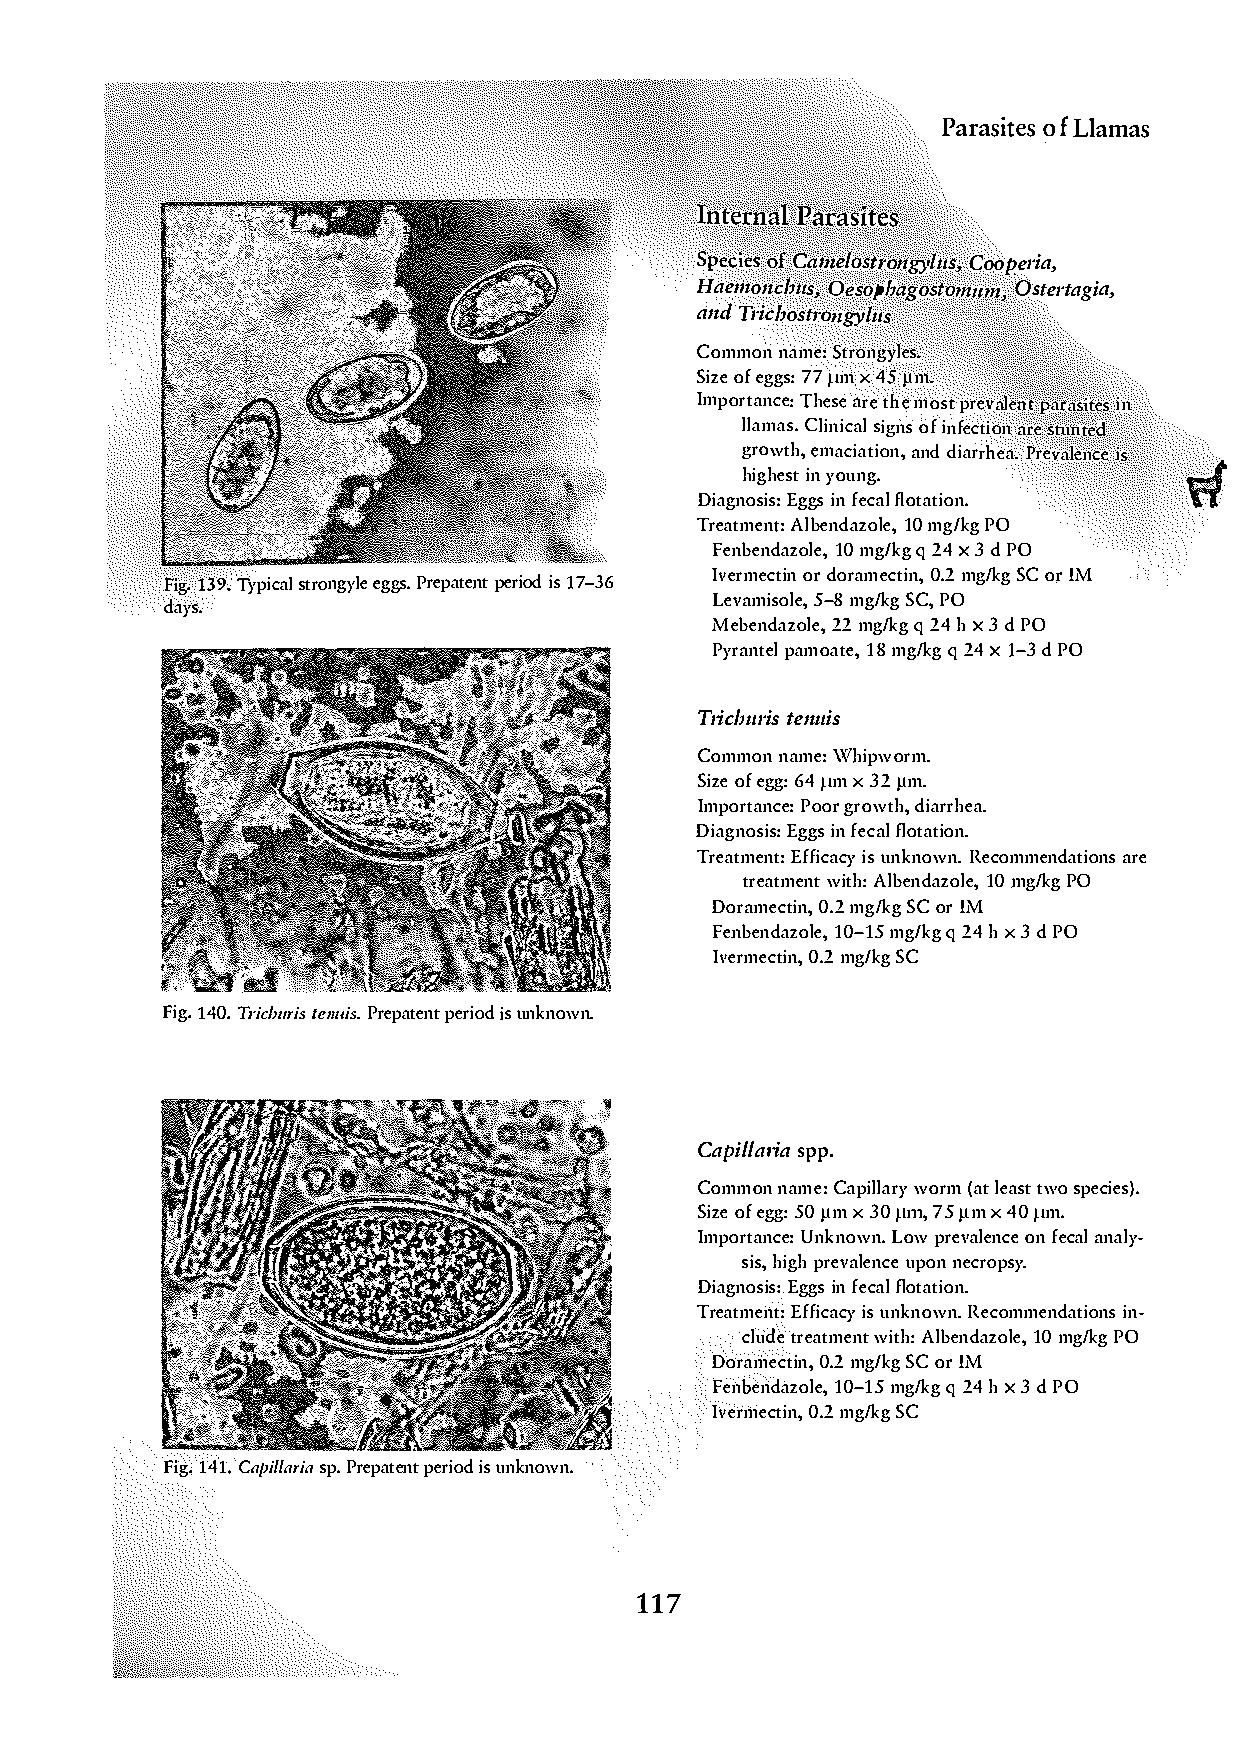 Parasites of Llamas
Internal Parasites
Species of Camelostrongylus, Cooperia,
Haemonchus, Oesophagostomum, Ostertagia,
and Trichostrongylus
Common name: Strongyles.
Size of eggs: 77 µm × 45 µm.
Importance: These are the most prevalent parasites in
llamas. Clinical signs of infection are stunted
growth, emaciation, and diarrhea. Prevalence is
highest in young.
Diagnosis: Eggs in fecal flotation.
Treatment: Albendazole, 10 mg/kg PO
Fenbendazole, 10 mg/kg q 24 × 3 d PO
Ivermectin or doramectin, 0.2 mg/kg SC or IM
Levamisole, 5–8 mg/kg SC, PO
Mebendazole, 22 mg/kg q 24 h × 3 d PO
Pyrantel pamoate, 18 mg/kg q 24 × 1–3 d PO
Fig. 139. Typical strongyle eggs. Prepatent period is 17–36
days.
Trichuris tenuis
Common name: Whipworm.
Size of egg: 64 µm × 32 µm.
Importance: Poor growth, diarrhea.
Diagnosis: Eggs in fecal flotation.
Treatment: Efficacy is unknown. Recommendations are
treatment with: Albendazole, 10 mg/kg PO
Doramectin, 0.2 mg/kg SC or IM
Fenbendazole, 10–15 mg/kg q 24 h × 3 d PO
Ivermectin, 0.2 mg/kg SC
Fig. 140. Trichuris tenuis. Prepatent period is unknown.
Capillaria spp.
Common name: Capillary worm (at least two species).
Size of egg: 50 µm × 30 µm, 75 µm × 40 µm.
Importance: Unknown. Low prevalence on fecal analy-
sis, high prevalence upon necropsy.
Diagnosis: Eggs in fecal flotation.
Treatment: Efficacy is unknown. Recommendations in-
clude treatment with: Albendazole, 10 mg/kg PO
Doramectin, 0.2 mg/kg SC or IM
Fenbendazole, 10–15 mg/kg q 24 h × 3 d PO
Ivermectin, 0.2 mg/kg SC
Fig. 141. Capillaria sp. Prepatent period is unknown.
117